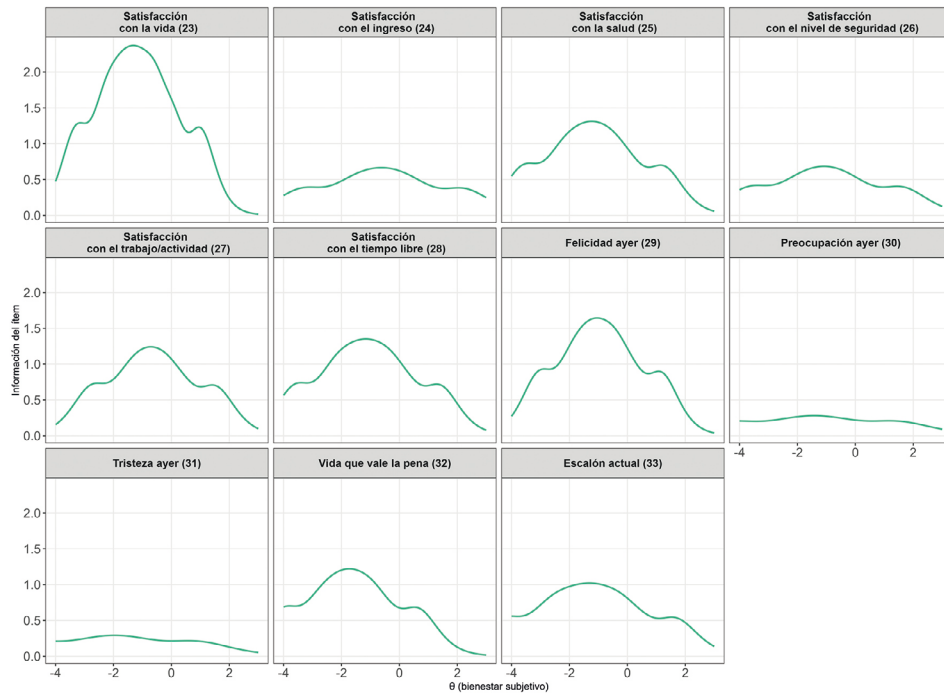 Satisfacción
con la vida (23)
Satisfacción
con el ingreso (24)
Satisfacción
con la salud (25)
Satisfacción
con el nivel de seguridad (26)
2.0
1.5
1.0
0.5
0.0
Satisfacción
con el trabajo/actividad (27)
Satisfacción
con el tiempo libre (28)
Felicidad ayer (29)
Preocupación ayer (30)
Información del ítem
2.0
1.5
1.0
0.5
0.0
-4 -2 0 2
Tristeza ayer (31)
Vida que vale la pena (32)
Escalón actual (33)
2.0
1.5
1.0
0.5
0.0
-4 -2 0 2 -4 -2 0 2 -4 -2 0 2
θ (bienestar subjetivo)